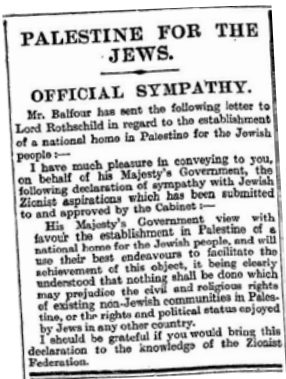 PALESTINE FOR THE
JEWS.
OFFICIAL SYMPATHY.
Mr. Balfour has sent the following letter to
Lord Rothschild in regard to the establishment
of a national home in Palestine for the Jewish
people :—
I have much pleasure in conveying to you,
on behalf of his Majesty's Government, the
following declaration of sympathy with Jewish
Zionist aspirations which has been submitted
to and approved by the Cabinet :—
His Majesty's Government view with
favour the establishment in Palestine of a
national home for the Jewish people, and will
use their best endeavours to facilitate the
achievement of this object, it being clearly
understood that nothing shall be done which
may prejudice the civil and religious rights
of existing non-Jewish communities in Pales-
tine, or the rights and political status enjoyed
by Jews in any other country.
I should be grateful if you would bring this
declaration to the knowledge of the Zionist
Federation.